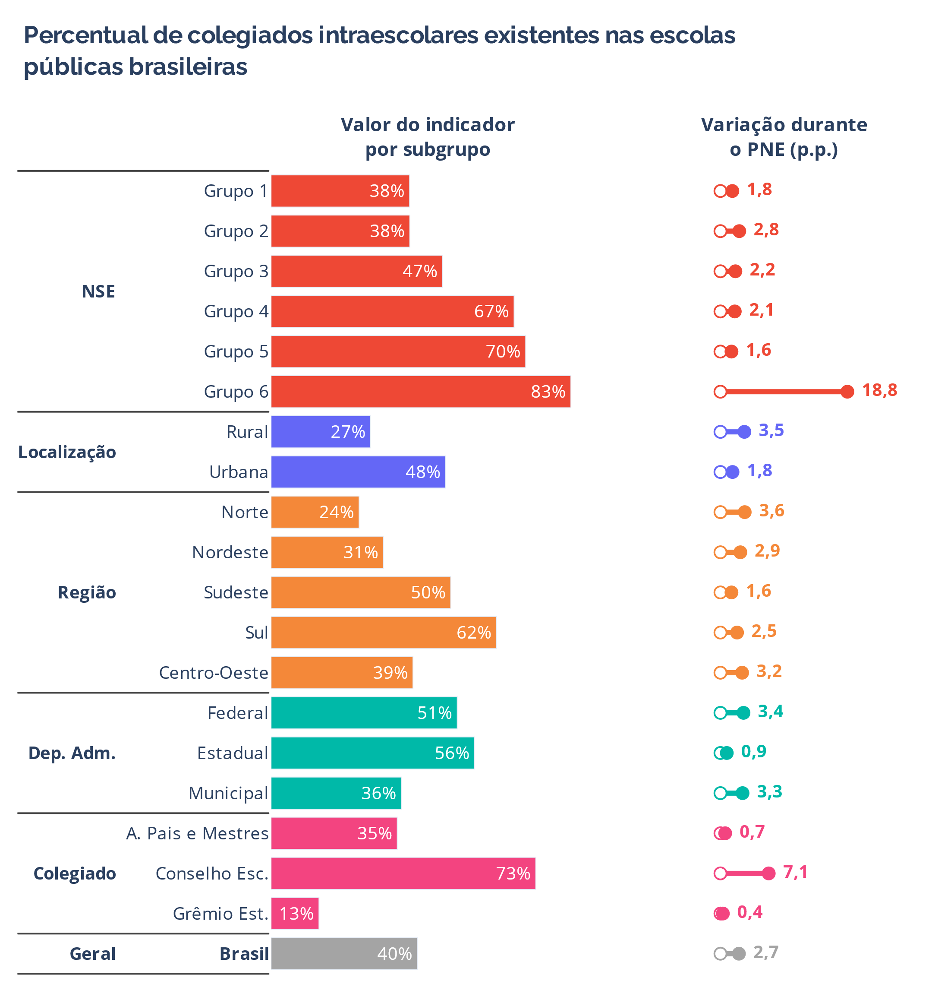 Percentual de colegiados intraescolares existentes nas escolas
públicas brasileiras
Valor do indicador
por subgrupo
Variação durante
o PNE (p.p.)
NSE
Grupo 1 38% 1,8
Grupo 2 38% 2,8
Grupo 3 47% 2,2
Grupo 4 67% 2,1
Grupo 5 70% 1,6
Grupo 6 83% 18,8
Localização
Rural 27% 3,5
Urbana 48% 1,8
Região
Norte 24% 3,6
Nordeste 31% 2,9
Sudeste 50% 1,6
Sul 62% 2,5
Centro-Oeste 39% 3,2
Dep. Adm.
Federal 51% 3,4
Estadual 56% 0,9
Municipal 36% 3,3
Colegiado
A. Pais e Mestres 35% 0,7
Conselho Esc. 73% 7,1
Grêmio Est. 13% 0,4
Geral
Brasil 40% 2,7